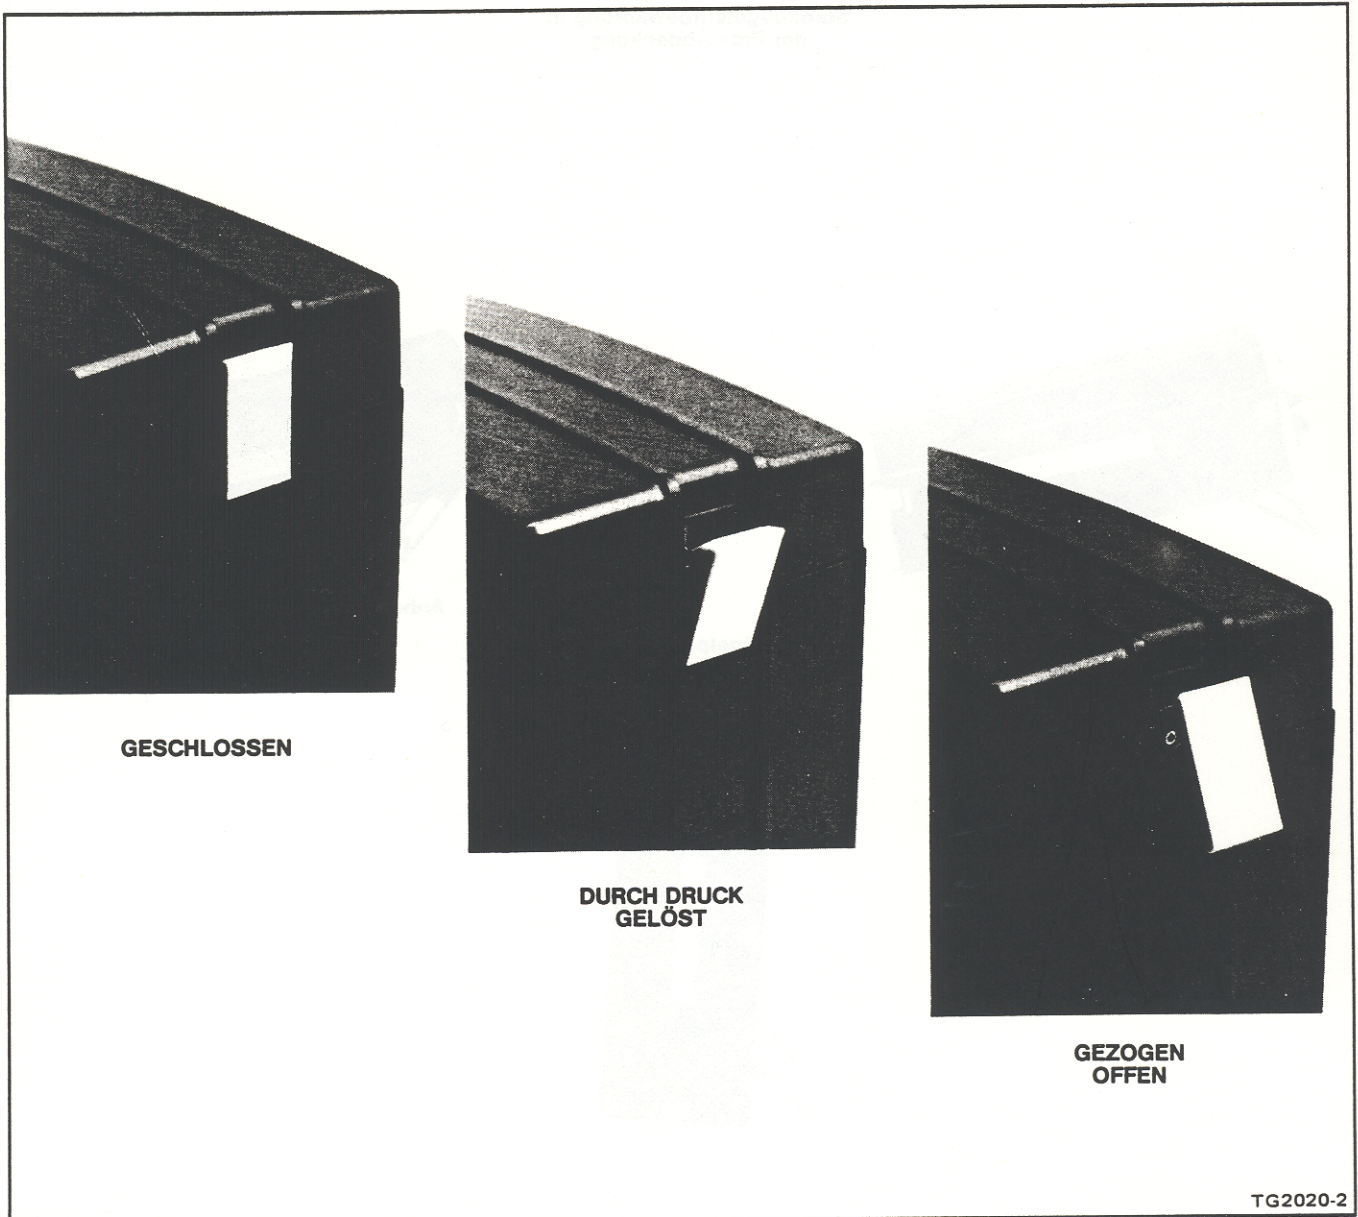 GESCHLOSSEN
DURCH DRUCK
GELÖST
GEZOGEN
OFFEN
TG2020-2